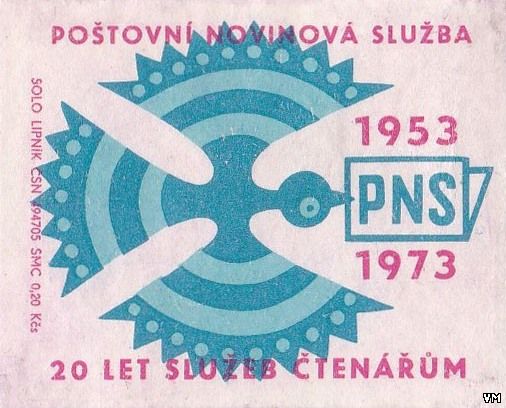 POŠTOVNÍ NOVINOVÁ SLUŽBA
SOLO LIPNÍK ČSN 494705 SMC 0,20 Kčs
1953
PNS
1973
20 LET SLUŽEB ČTENÁŘŮM
VM